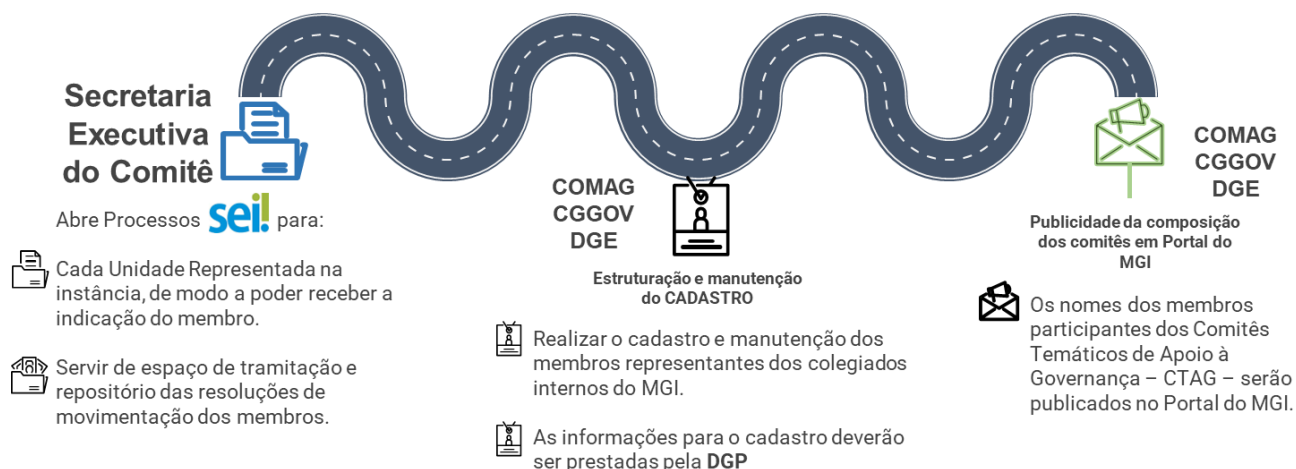 Secretaria
Executiva
do Comitê
Abre Processos sei! para:
Cada Unidade Representada na
instância, de modo a poder receber a
indicação do membro.
Servir de espaço de tramitação e
repositório das resoluções de
movimentação dos membros.
COMAG
CGGOV
DGE
Estruturação e manutenção
do CADASTRO
Realizar o cadastro e manutenção dos
membros representantes dos colegiados
internos do MGI.
As informações para o cadastro deverão
ser prestadas pela DGP
COMAG
CGGOV
DGE
Publicidade da composição
dos comitês em Portal do
MGI
Os nomes dos membros
participantes dos Comitês
Temáticos de Apoio à
Governança – CTAG – serão
publicados no Portal do MGI.